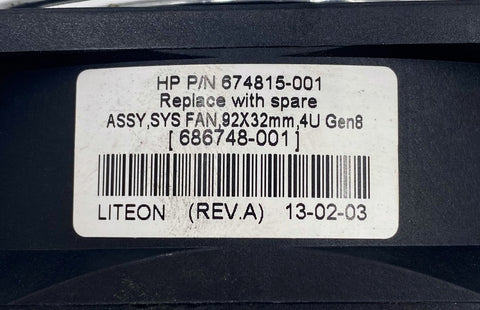 HP P/N 674815-001
Replace with spare
ASSY,SYS FAN,92X32mm,4U Gen8
[ 686748-001 ]
LITEON (REV.A) 13-02-03